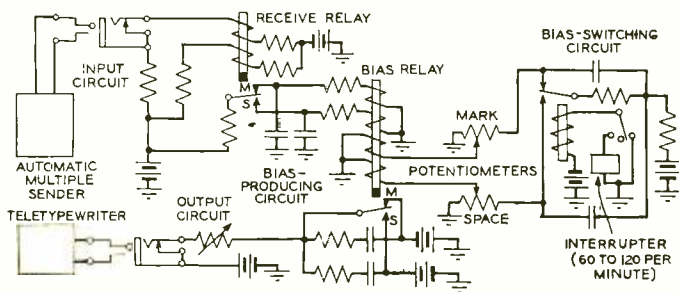 RECEIVE RELAY
BIAS-SWITCHING
CIRCUIT
INPUT
CIRCUIT
BIAS RELAY
M
S
MARK
AUTOMATIC
MULTIPLE
SENDER
BIAS-
PRODUCING
CIRCUIT
POTENTIOMETERS
TELETYPEWRITER
OUTPUT
CIRCUIT
M
S
SPACE
INTERRUPTER
(60 TO 120 PER
MINUTE)